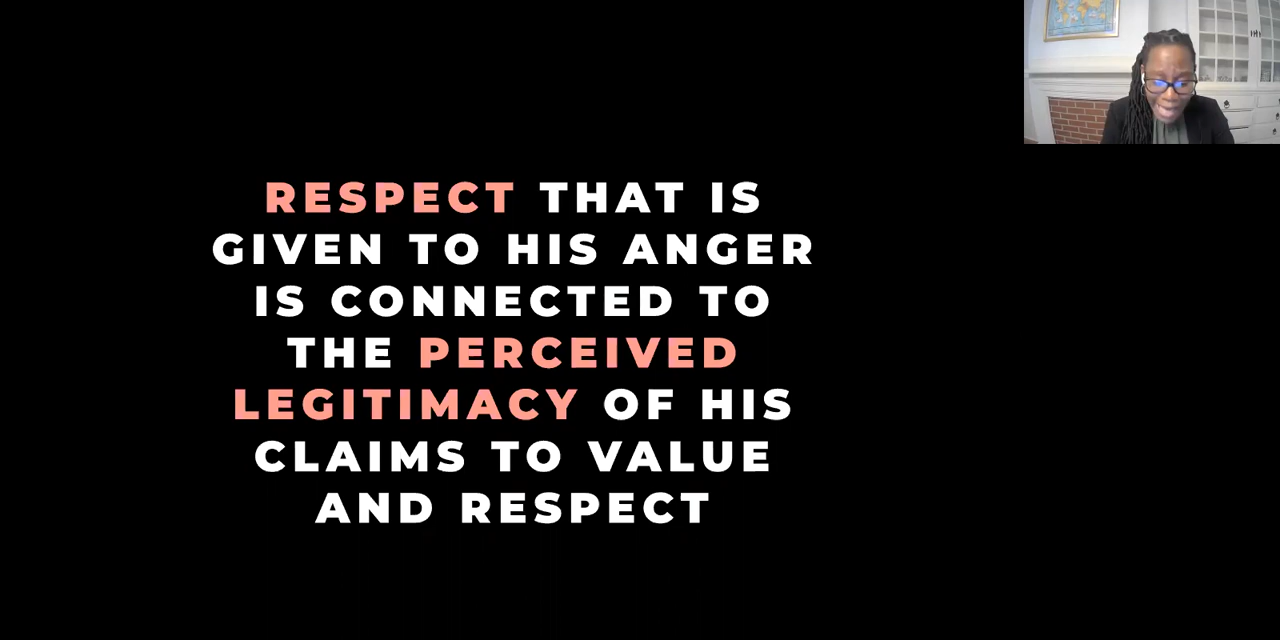 RESPECT THAT IS
GIVEN TO HIS ANGER
IS CONNECTED TO
THE PERCEIVED
LEGITIMACY OF HIS
CLAIMS TO VALUE
AND RESPECT